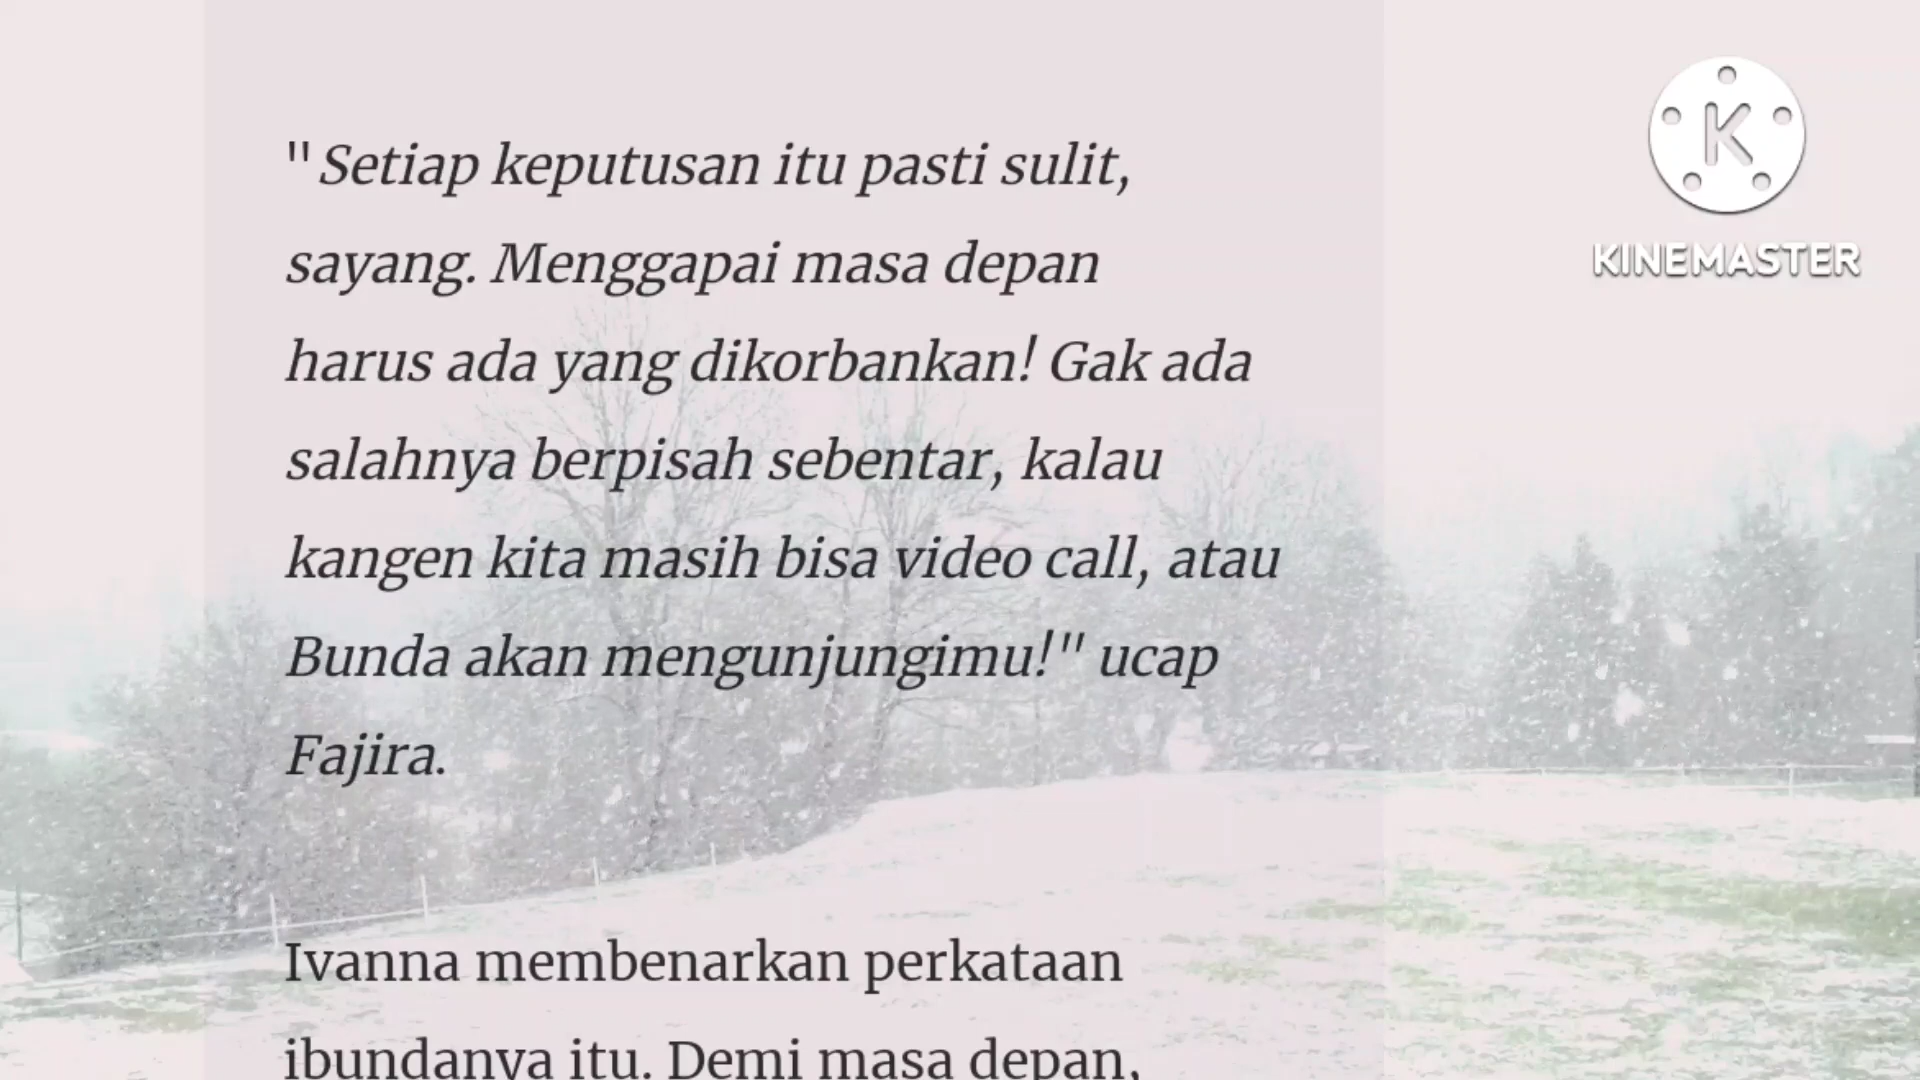 "Setiap keputusan itu pasti sulit,
sayang. Menggapai masa depan
harus ada yang dikorbankan! Gak ada
salahnya berpisah sebentar, kalau
kangen kita masih bisa video call, atau
Bunda akan mengunjungimu!" ucap
Fajira.
Ivanna membenarkan perkataan
ibundanya itu. Demi masa depan,
K
KINEMASTER